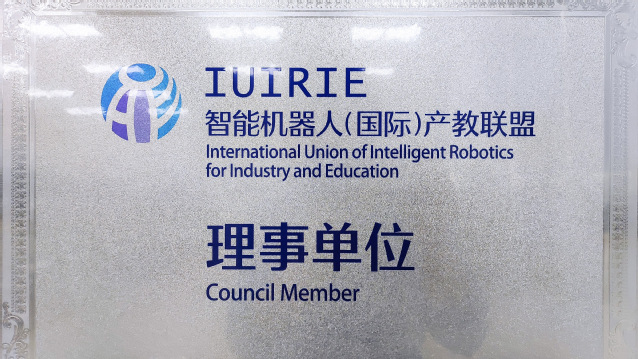 IUIRIE
智能机器人(国际)产教联盟
International Union of Intelligent Robotics
for Industry and Education
理事单位
Council Member